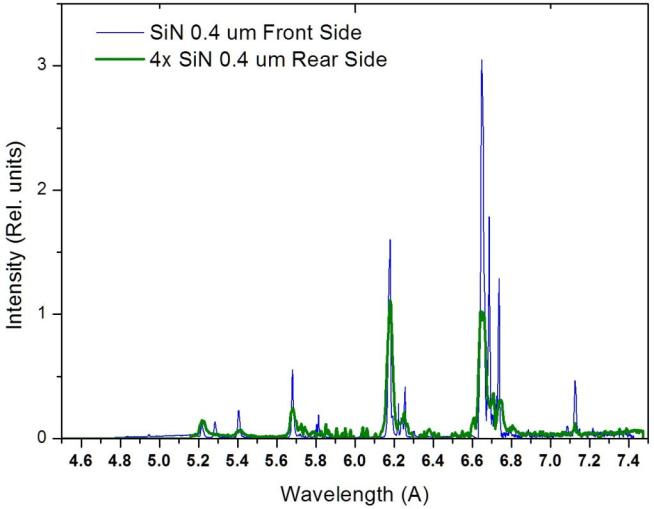 SiN 0.4 um Front Side
4x SiN 0.4 um Rear Side
3
2
1
0
Intensity (Rel. units)
4.6 4.8 5.0 5.2 5.4 5.6 5.8 6.0 6.2 6.4 6.6 6.8 7.0 7.2 7.4
Wavelength (A)